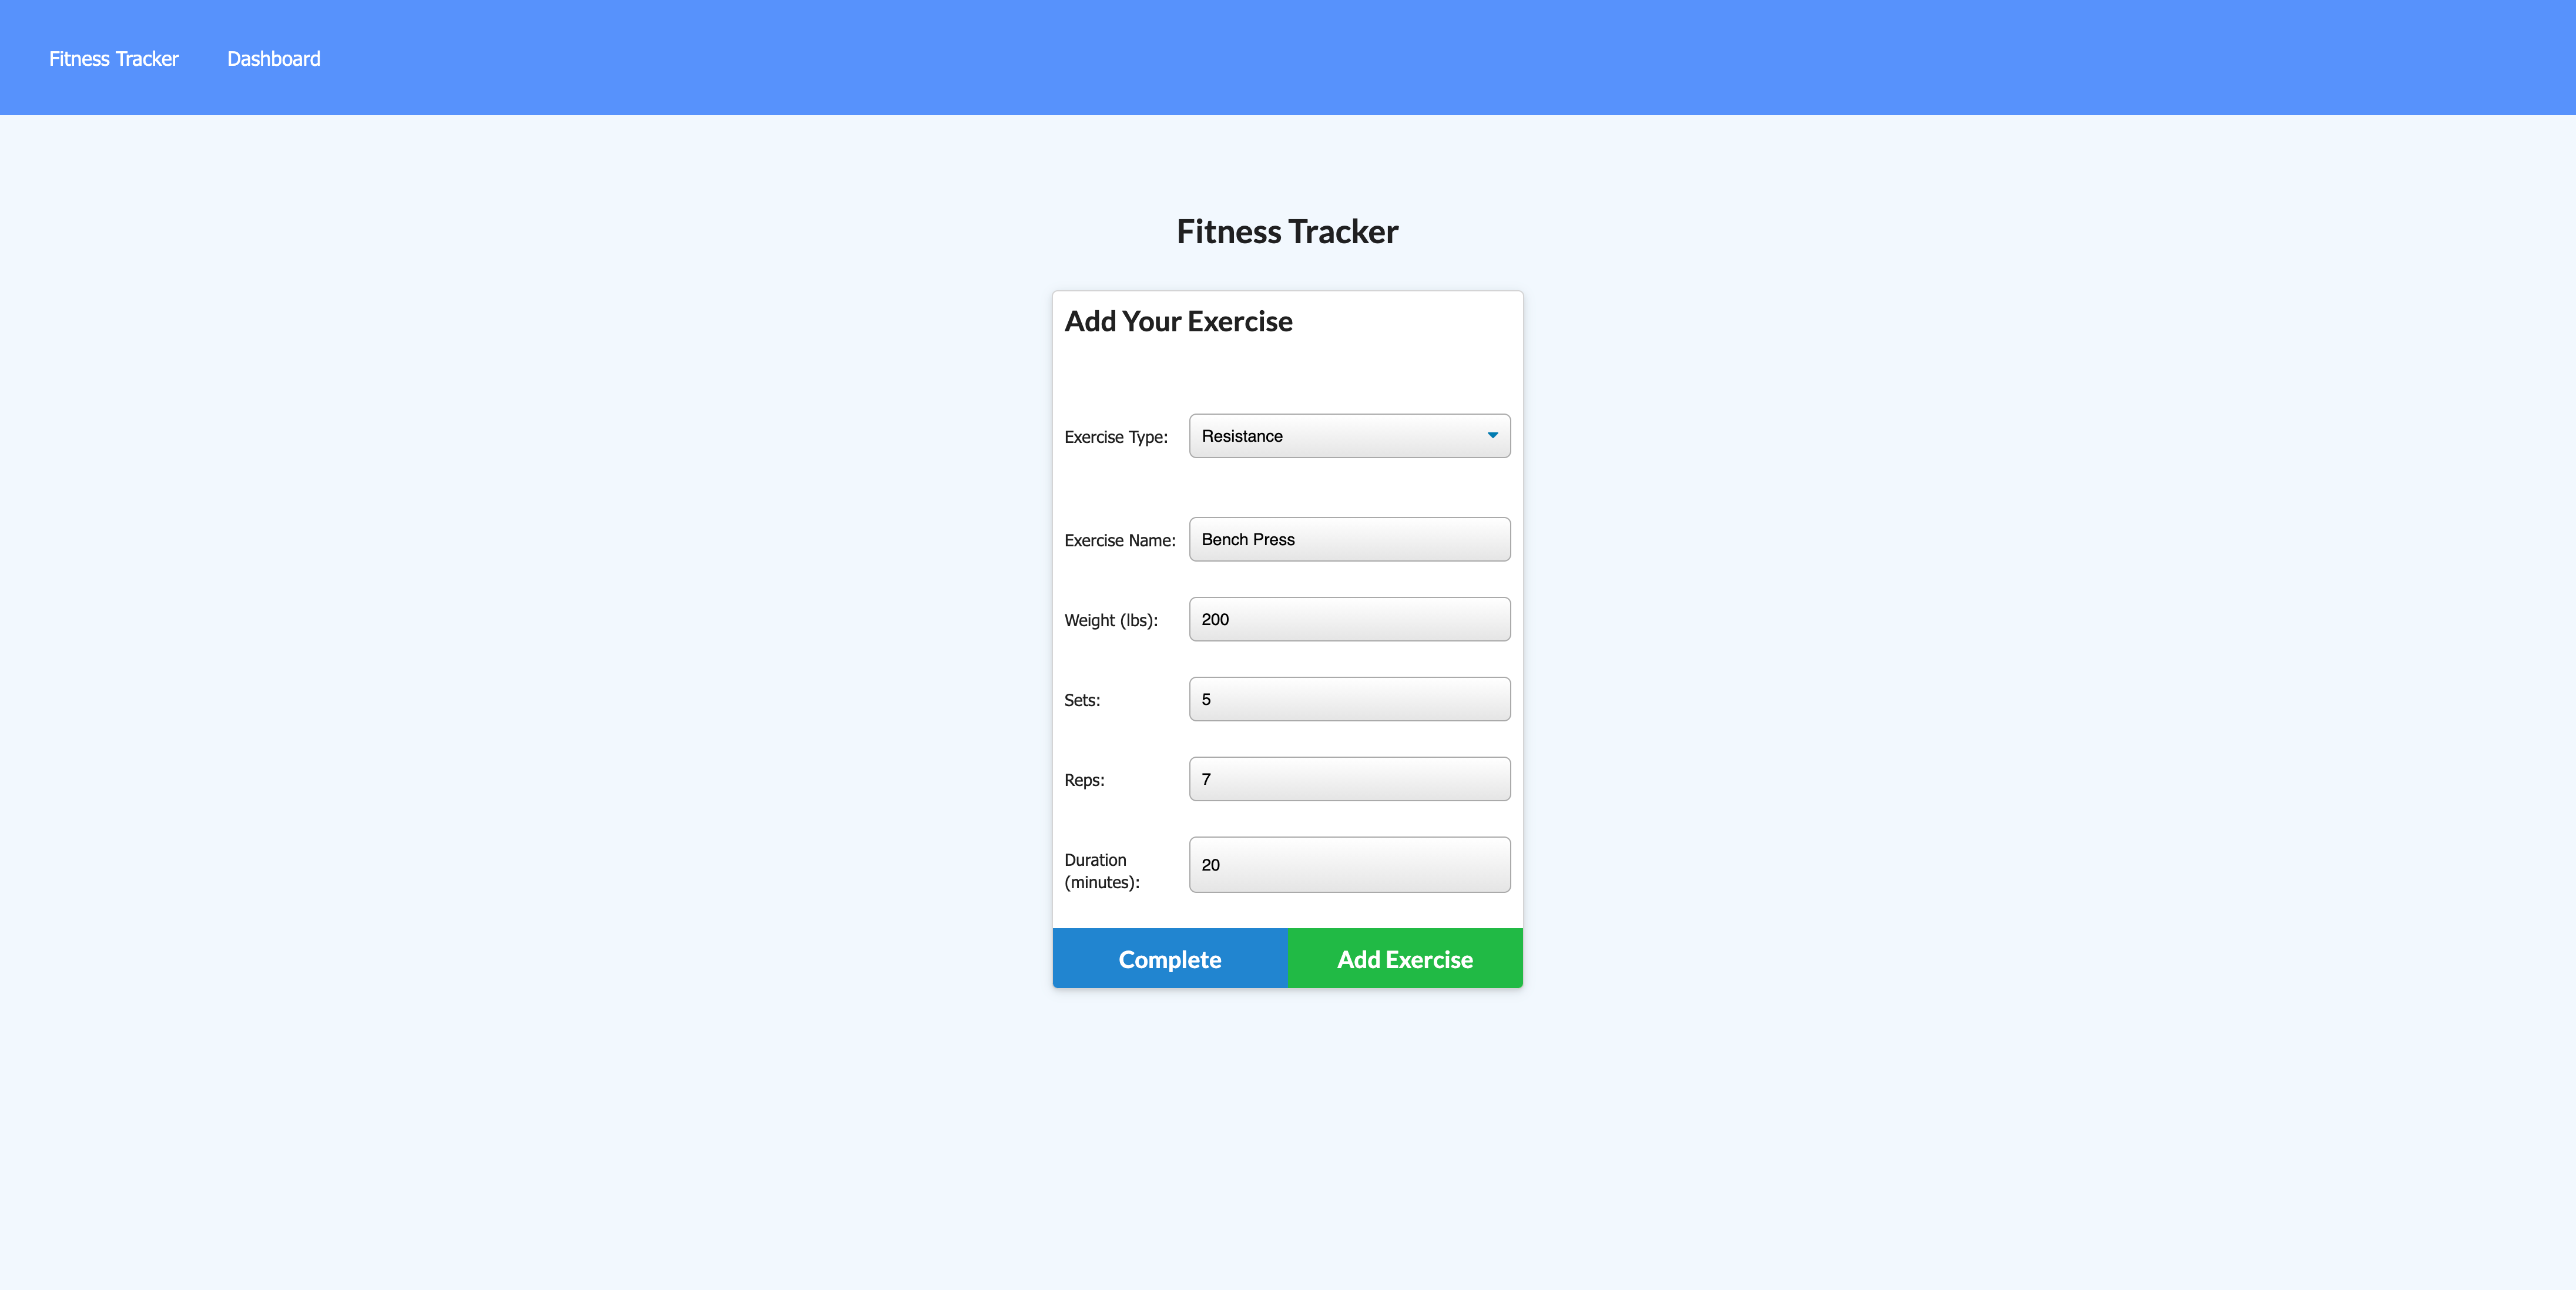 Fitness Tracker Dashboard
Fitness Tracker
Add Your Exercise
Exercise Type: Resistance
Exercise Name: Bench Press
Weight (lbs): 200
Sets: 5
Reps: 7
Duration
(minutes): 20
Complete Add Exercise